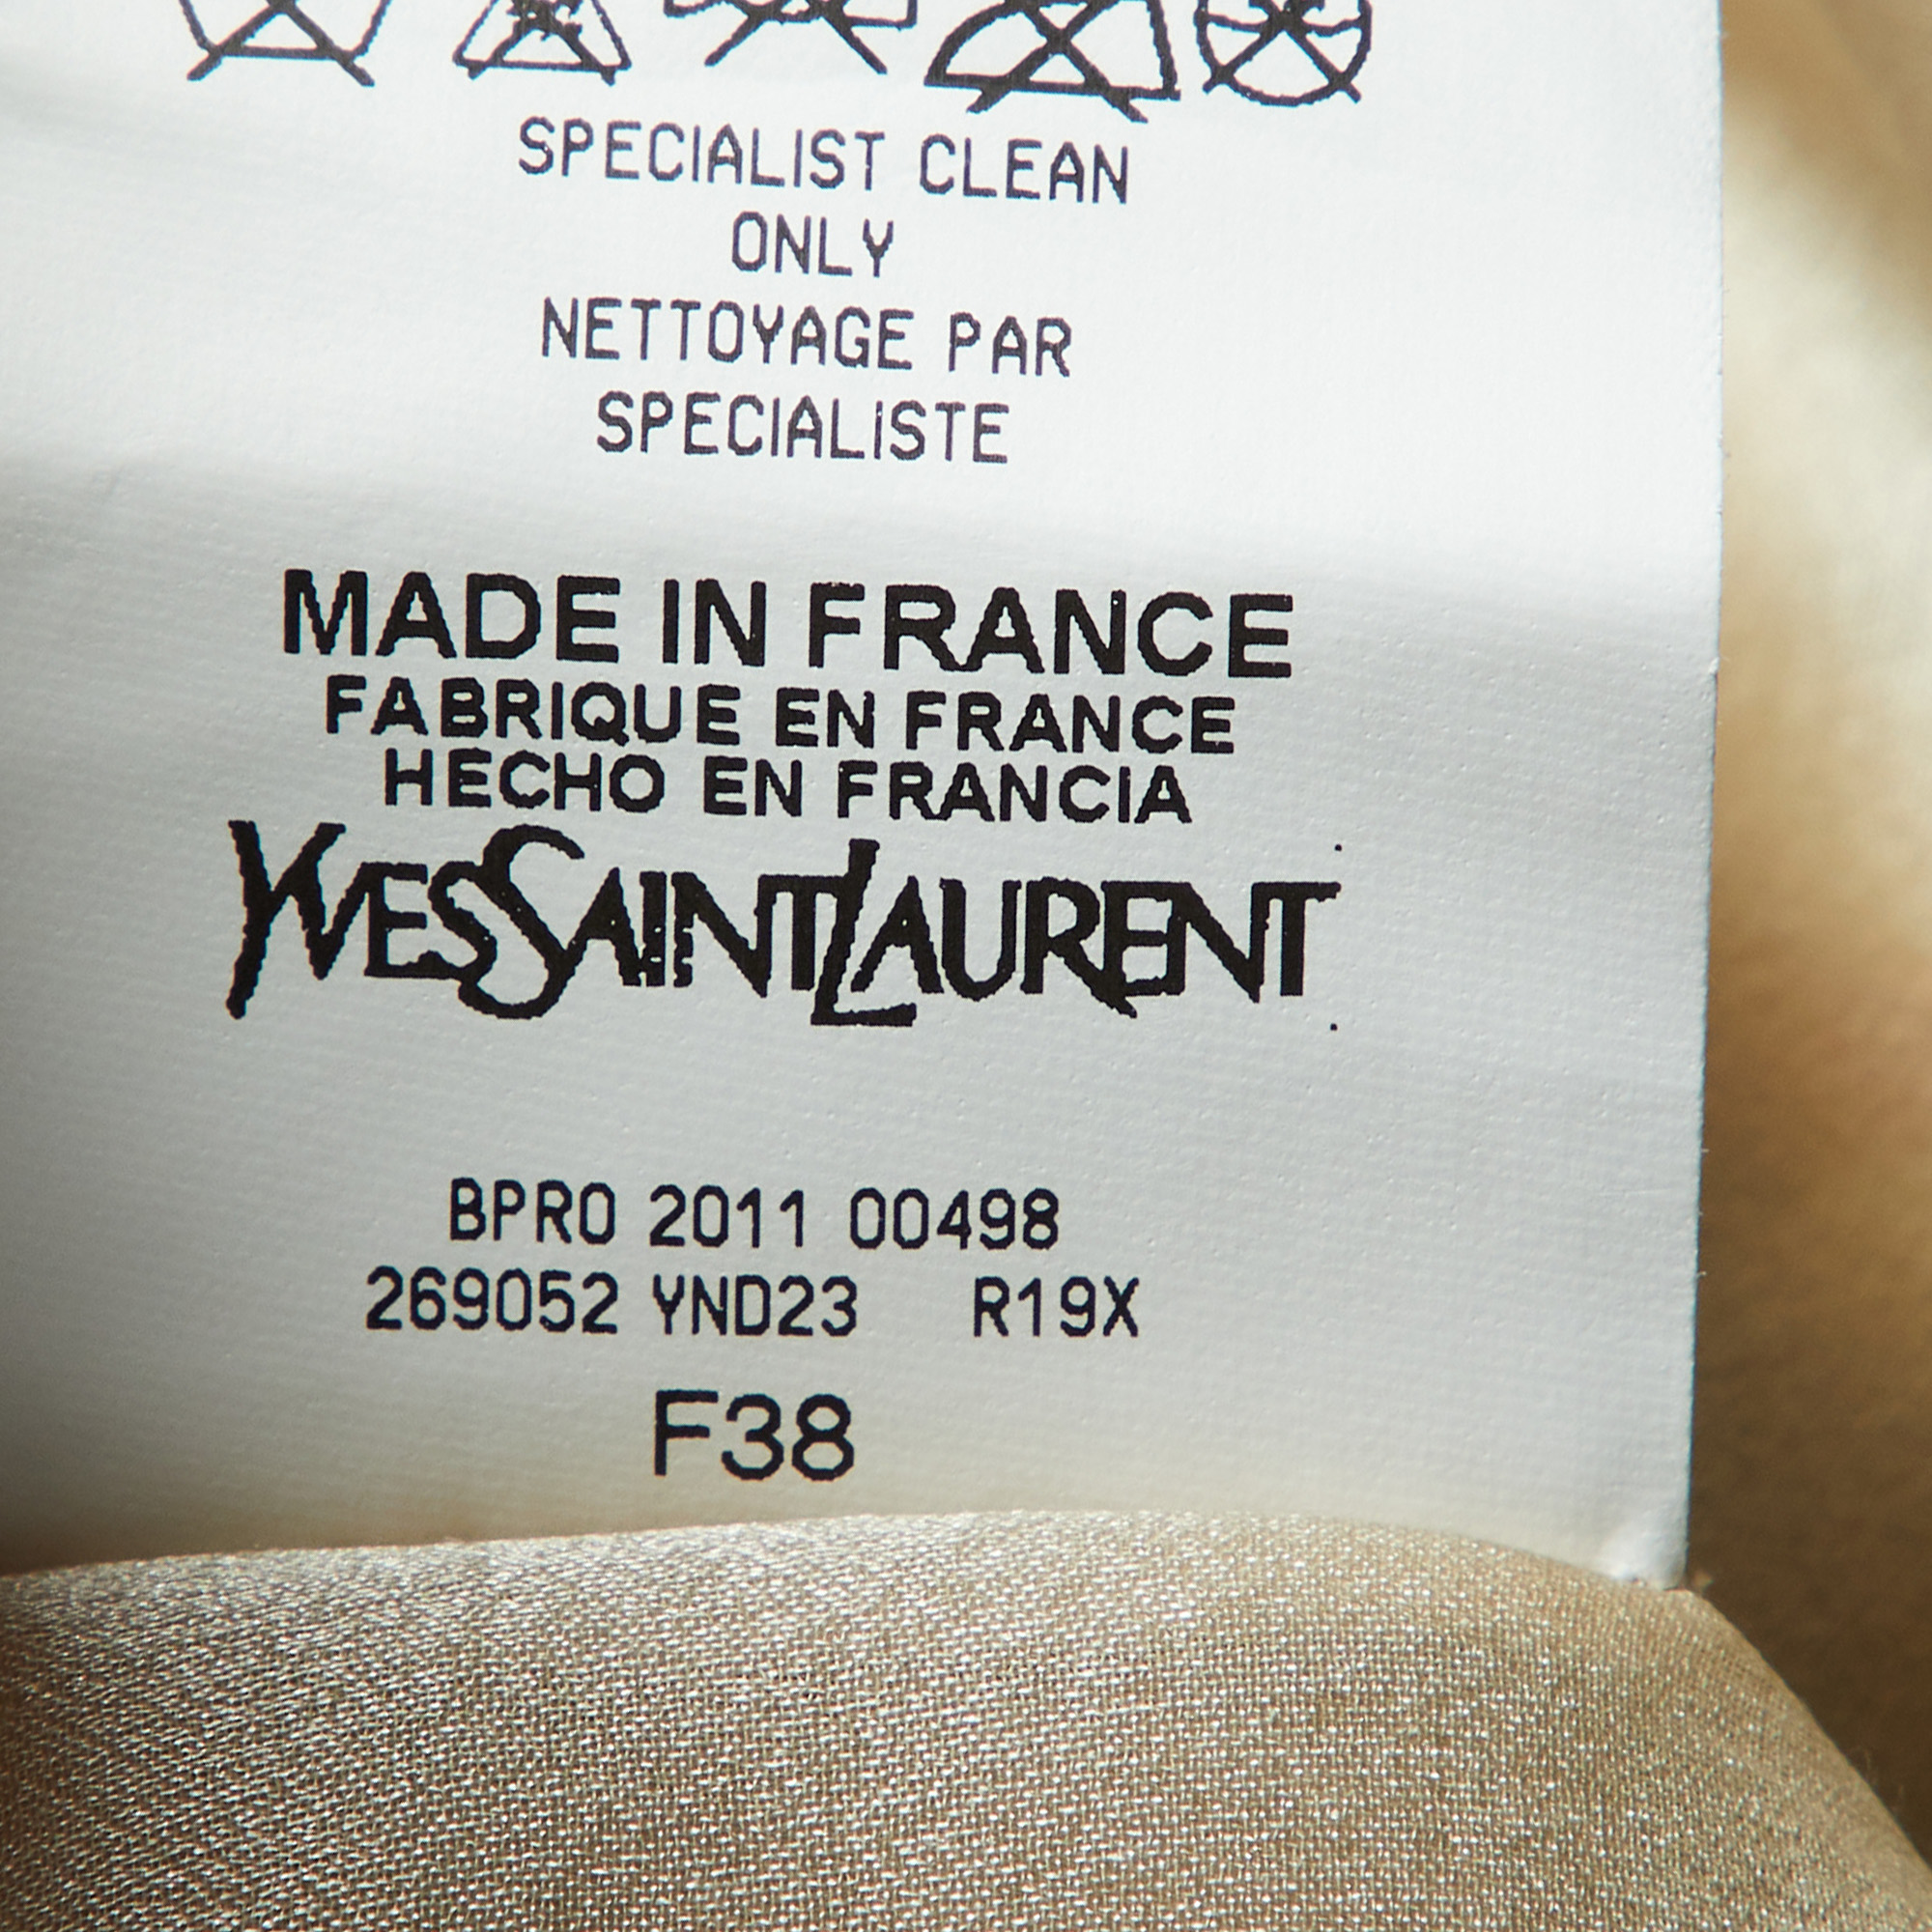 SPECIALIST CLEAN
ONLY
NETTOYAGE PAR
SPECIALISTE
MADE IN FRANCE
FABRIQUE EN FRANCE
HECHO EN FRANCIA
YVESSAINTLAURENT
BPRO 2011 00498
269052 YND23 R19X
F38